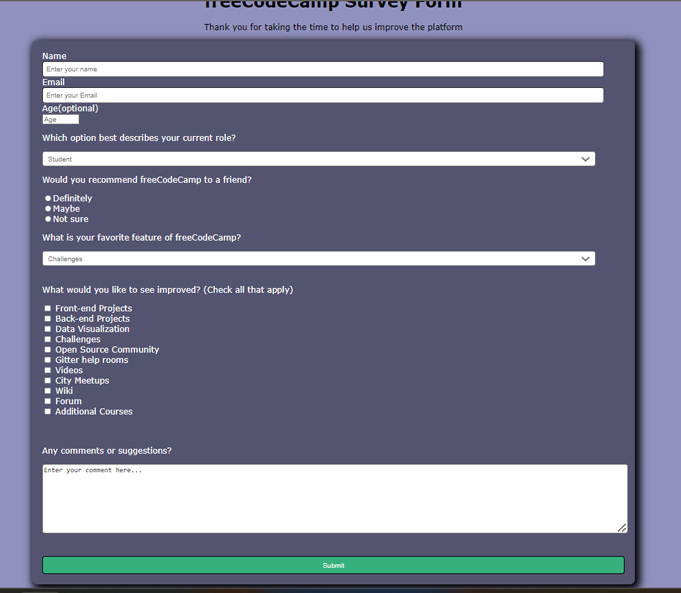 freeCodeCamp Survey Form
Thank you for taking the time to help us improve the platform
Name
Enter your name
Email
Enter your Email
Age(optional)
Age
Which option best describes your current role?
Student
Would you recommend freeCodeCamp to a friend?
Definitely
Maybe
Not sure
What is your favorite feature of freeCodeCamp?
Challenges
What would you like to see improved? (Check all that apply)
Front-end Projects
Back-end Projects
Data Visualization
Challenges
Open Source Community
Gitter help rooms
Videos
City Meetups
Wiki
Forum
Additional Courses
Any comments or suggestions?
Enter your comment here...
Submit